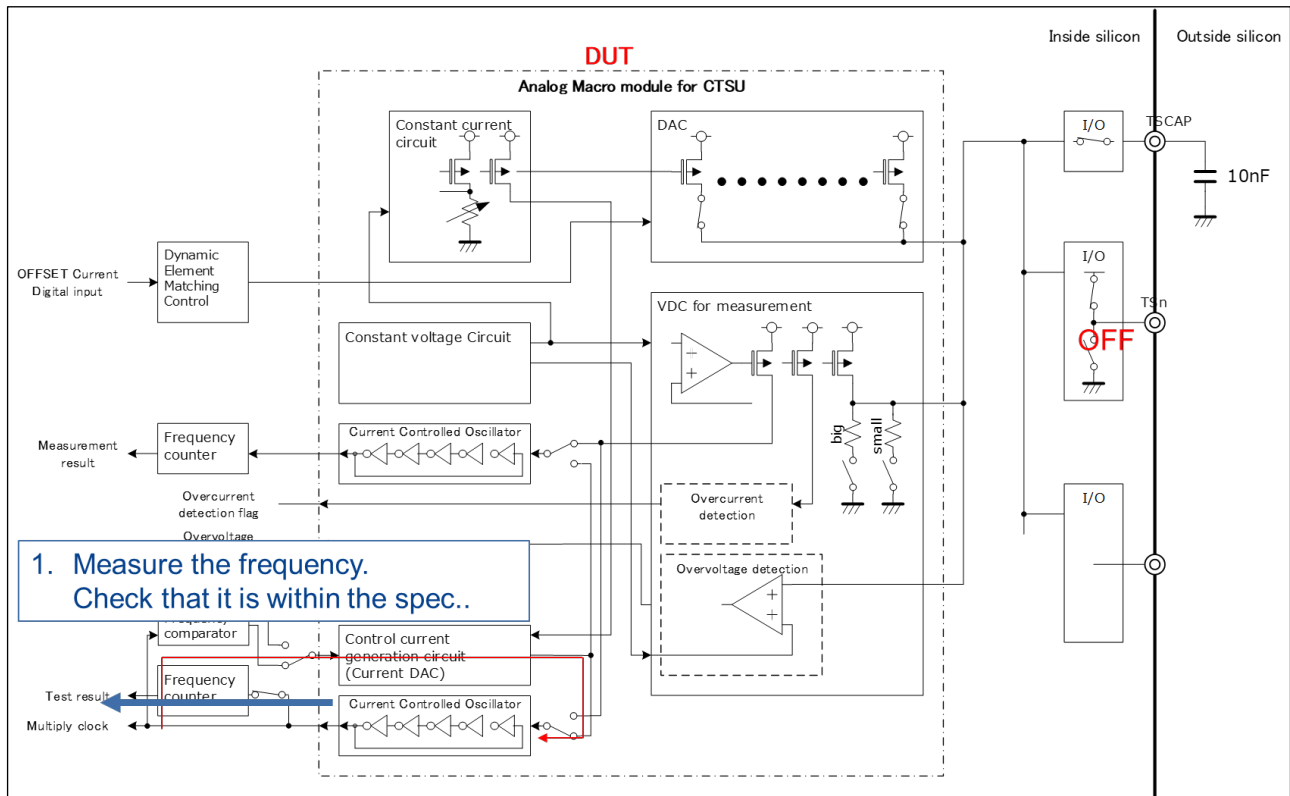 Inside silicon
Outside silicon
DUT
Analog Macro module for CTSU
Constant current
circuit
DAC
I/O
TSCAP
10nF
OFFSET Current
Digital input
Dynamic
Element
Matching
Control
I/O
TSn
OFF
Constant voltage Circuit
VDC for measurement
big
small
Measurement
result
Frequency
counter
Current Controlled Oscillator
Overcurrent
detection flag
Overcurrent
detection
I/O
Overvoltage
1. Measure the frequency.
Check that it is within the spec..
Overvoltage detection
comparator
Control current
generation circuit
(Current DAC)
Test result
Frequency
counter
Multiply clock
Current Controlled Oscillator